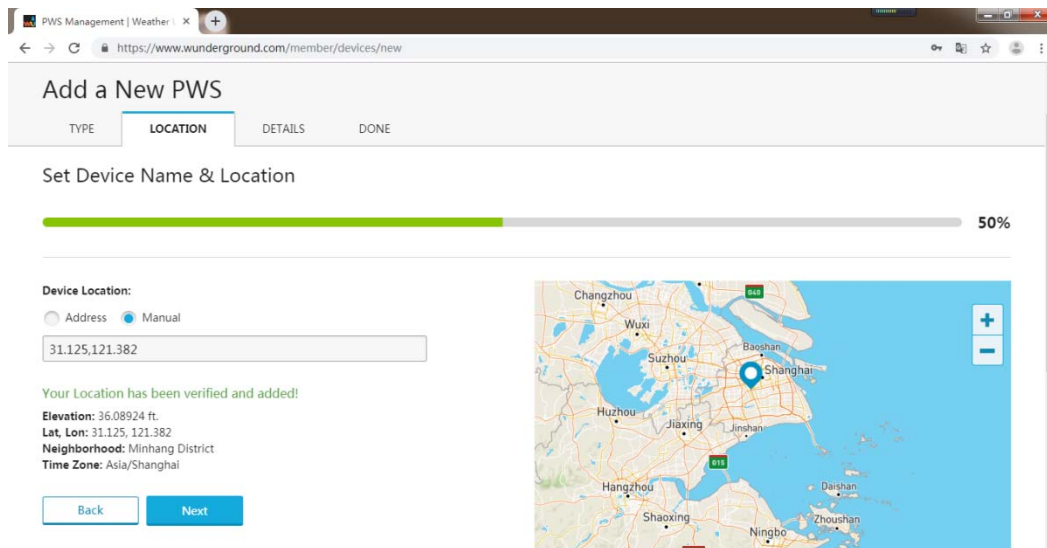 PWS Management | Weather U
https://www.wunderground.com/member/devices/new
Add a New PWS
TYPE LOCATION DETAILS DONE
Set Device Name & Location
50%
Device Location:
Address Manual
31.125,121.382
Your Location has been verified and added!
Elevation: 36.08924 ft.
Lat, Lon: 31.125, 121.382
Neighborhood: Minhang District
Time Zone: Asia/Shanghai
Back Next
Changzhou
G40
Wuxi
Baoshan
Suzhou
Shanghai
Huzhou
Jiaxing
Jinshan
G15
Hangzhou
Daishan
Shaoxing
Zhoushan
Ningbo